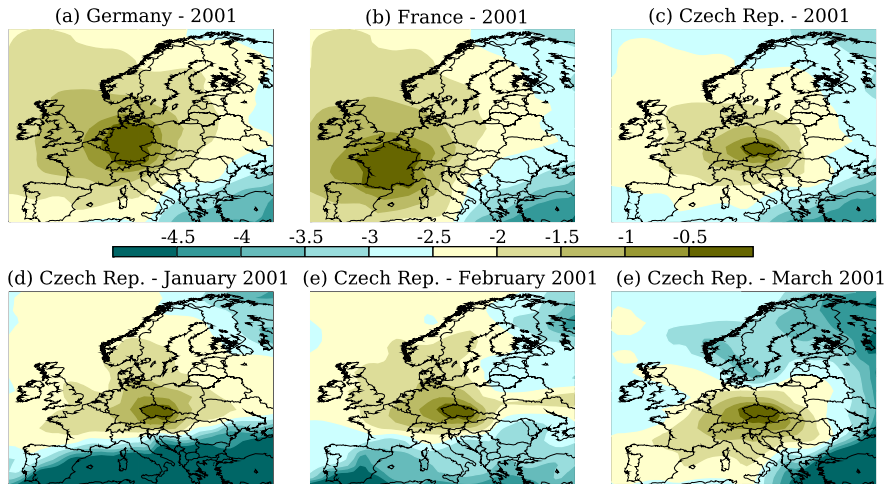 (a) Germany - 2001
(b) France - 2001
(c) Czech Rep. - 2001
-4.5 -4 -3.5 -3 -2.5 -2 -1.5 -1 -0.5
(d) Czech Rep. - January 2001
(e) Czech Rep. - February 2001
(e) Czech Rep. - March 2001